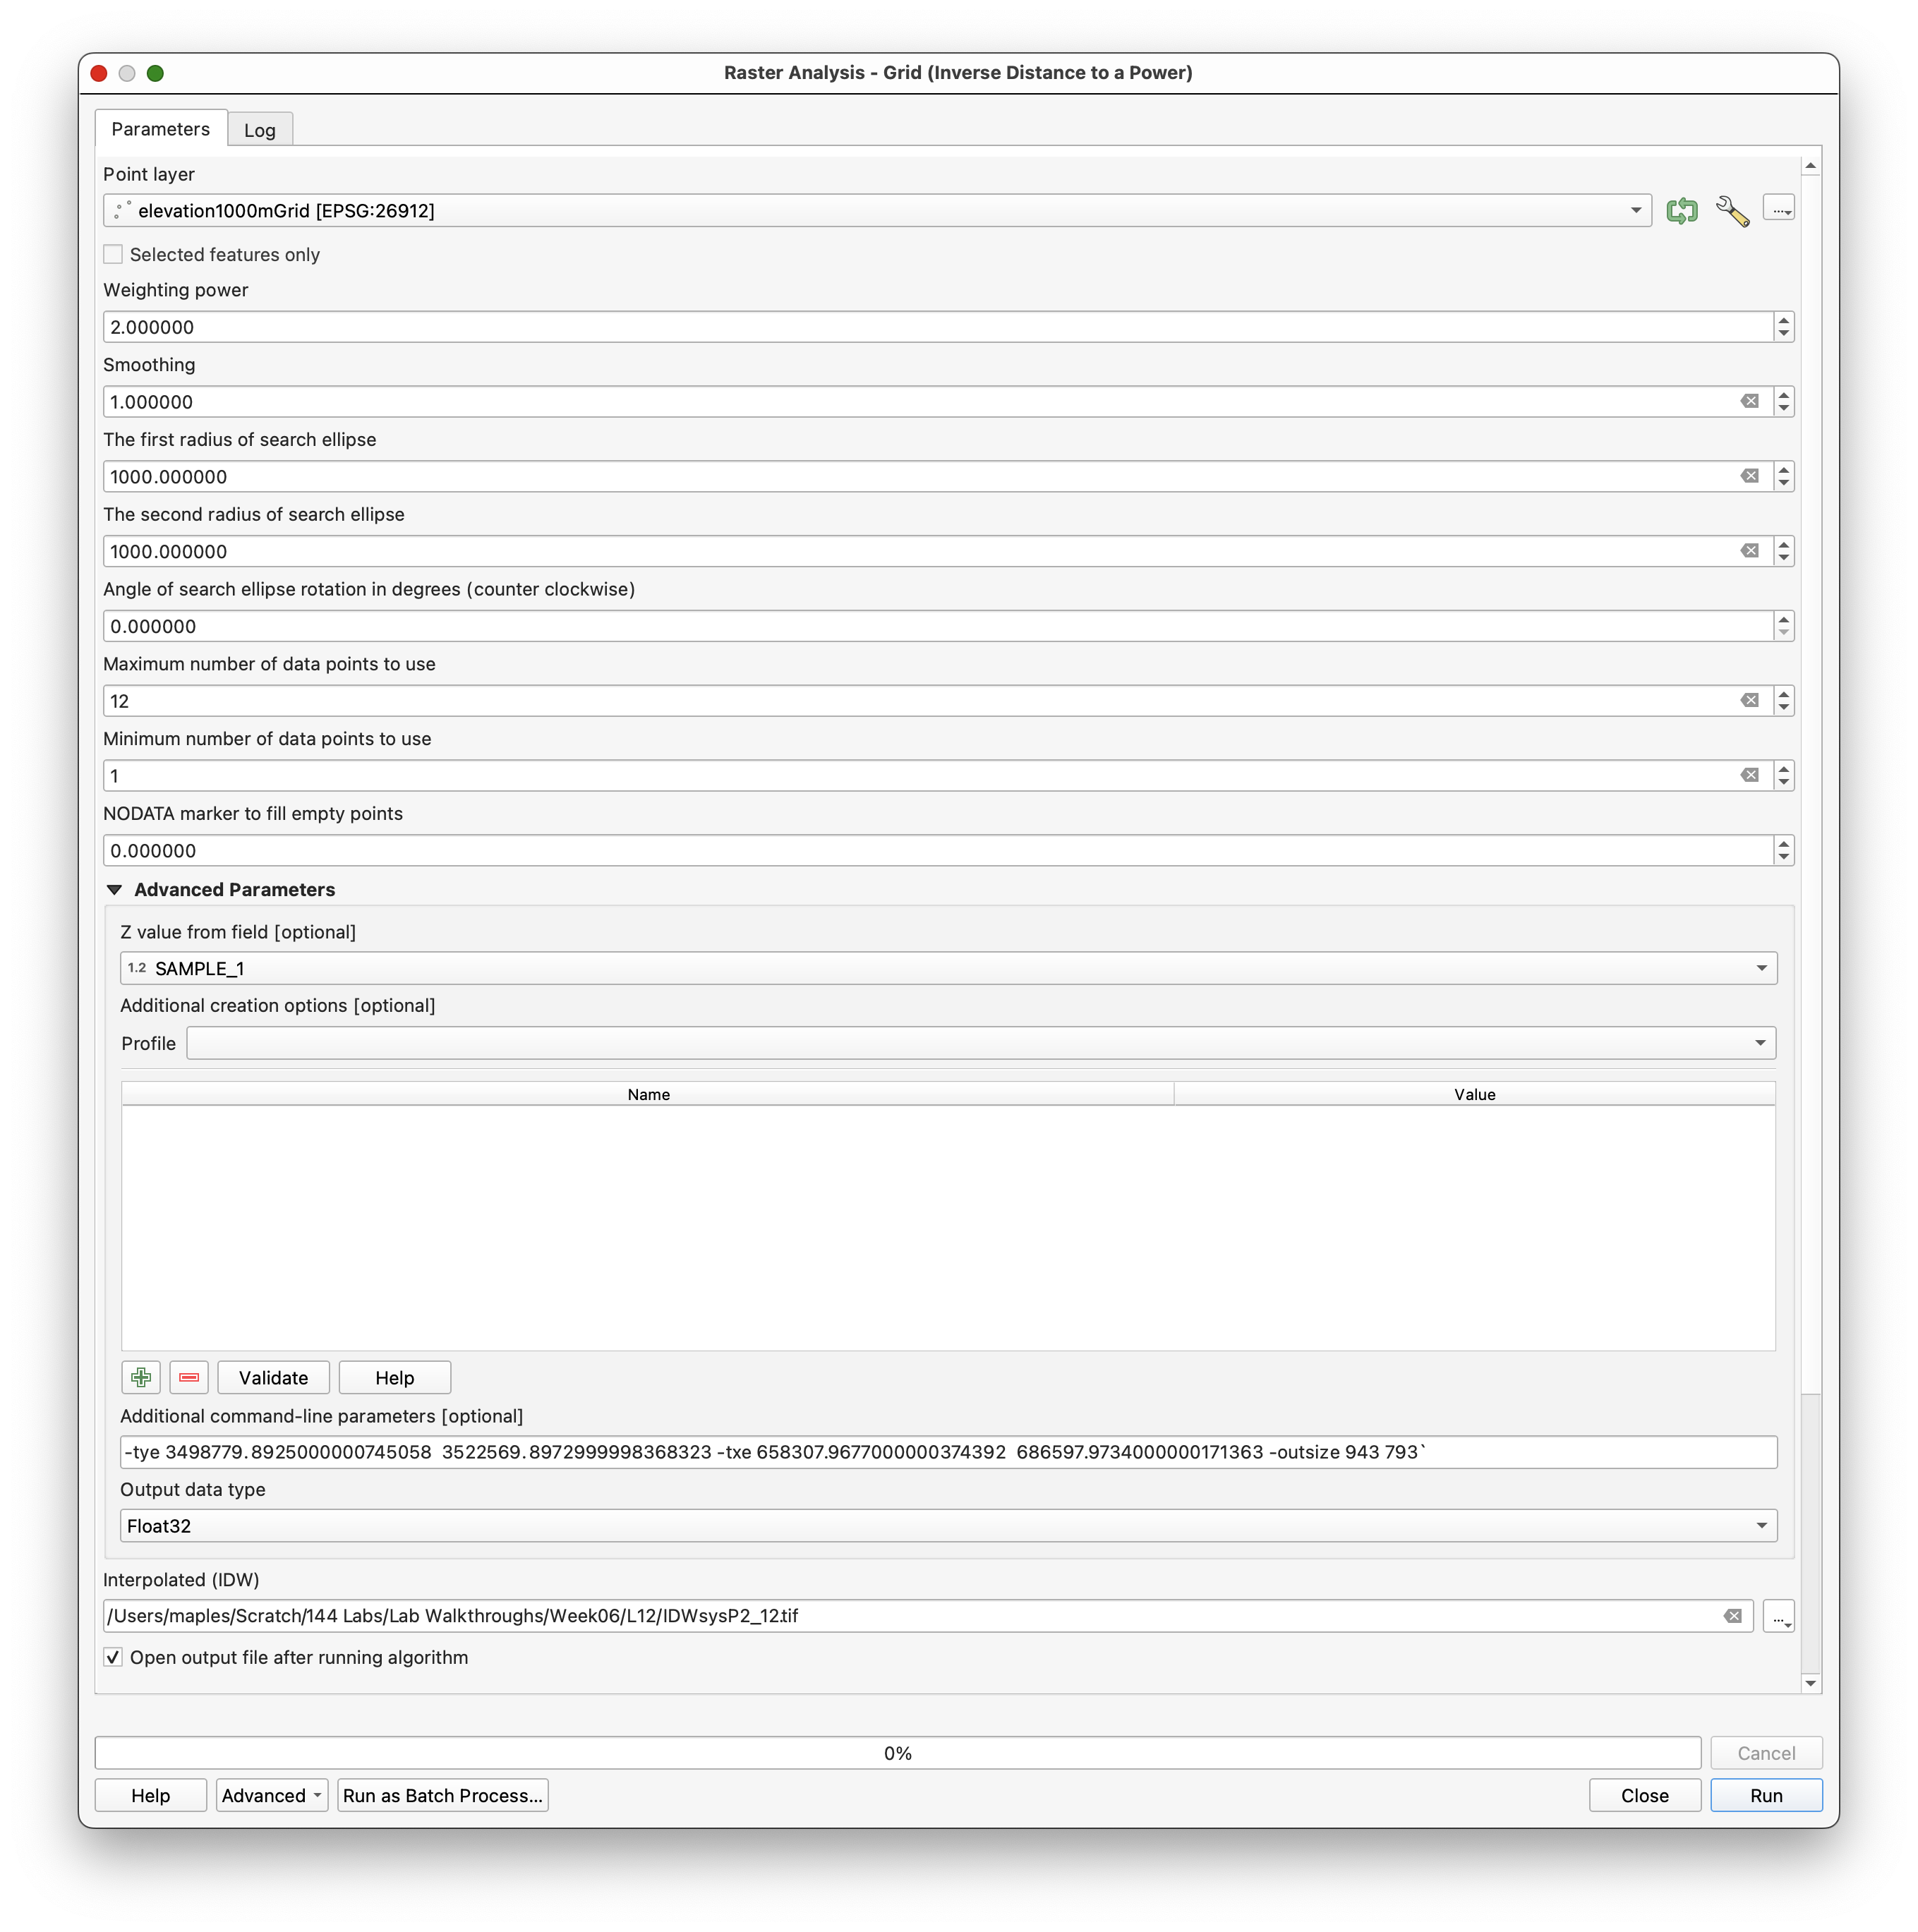 Raster Analysis - Grid (Inverse Distance to a Power)
Parameters
Log
Point layer
elevation1000mGrid [EPSG:26912]
...
Selected features only
Weighting power
2.000000
Smoothing
1.000000
The first radius of search ellipse
1000.000000
The second radius of search ellipse
1000.000000
Angle of search ellipse rotation in degrees (counter clockwise)
0.000000
Maximum number of data points to use
12
Minimum number of data points to use
1
NODATA marker to fill empty points
0.000000
Advanced Parameters
Z value from field [optional]
1.2 SAMPLE_1
Additional creation options [optional]
Profile
Name Value
Validate Help
Additional command-line parameters [optional]
-tye 3498779.8925000000745058  3522569.8972999998368323 -txe 658307.9677000000374392  686597.9734000000171363 -outsize 943 793`
Output data type
Float32
Interpolated (IDW)
/Users/maples/Scratch/144 Labs/Lab Walkthroughs/Week06/L12/IDWsysP2_12.tif
...
Open output file after running algorithm
0%
Cancel
Help Advanced Run as Batch Process... Close Run